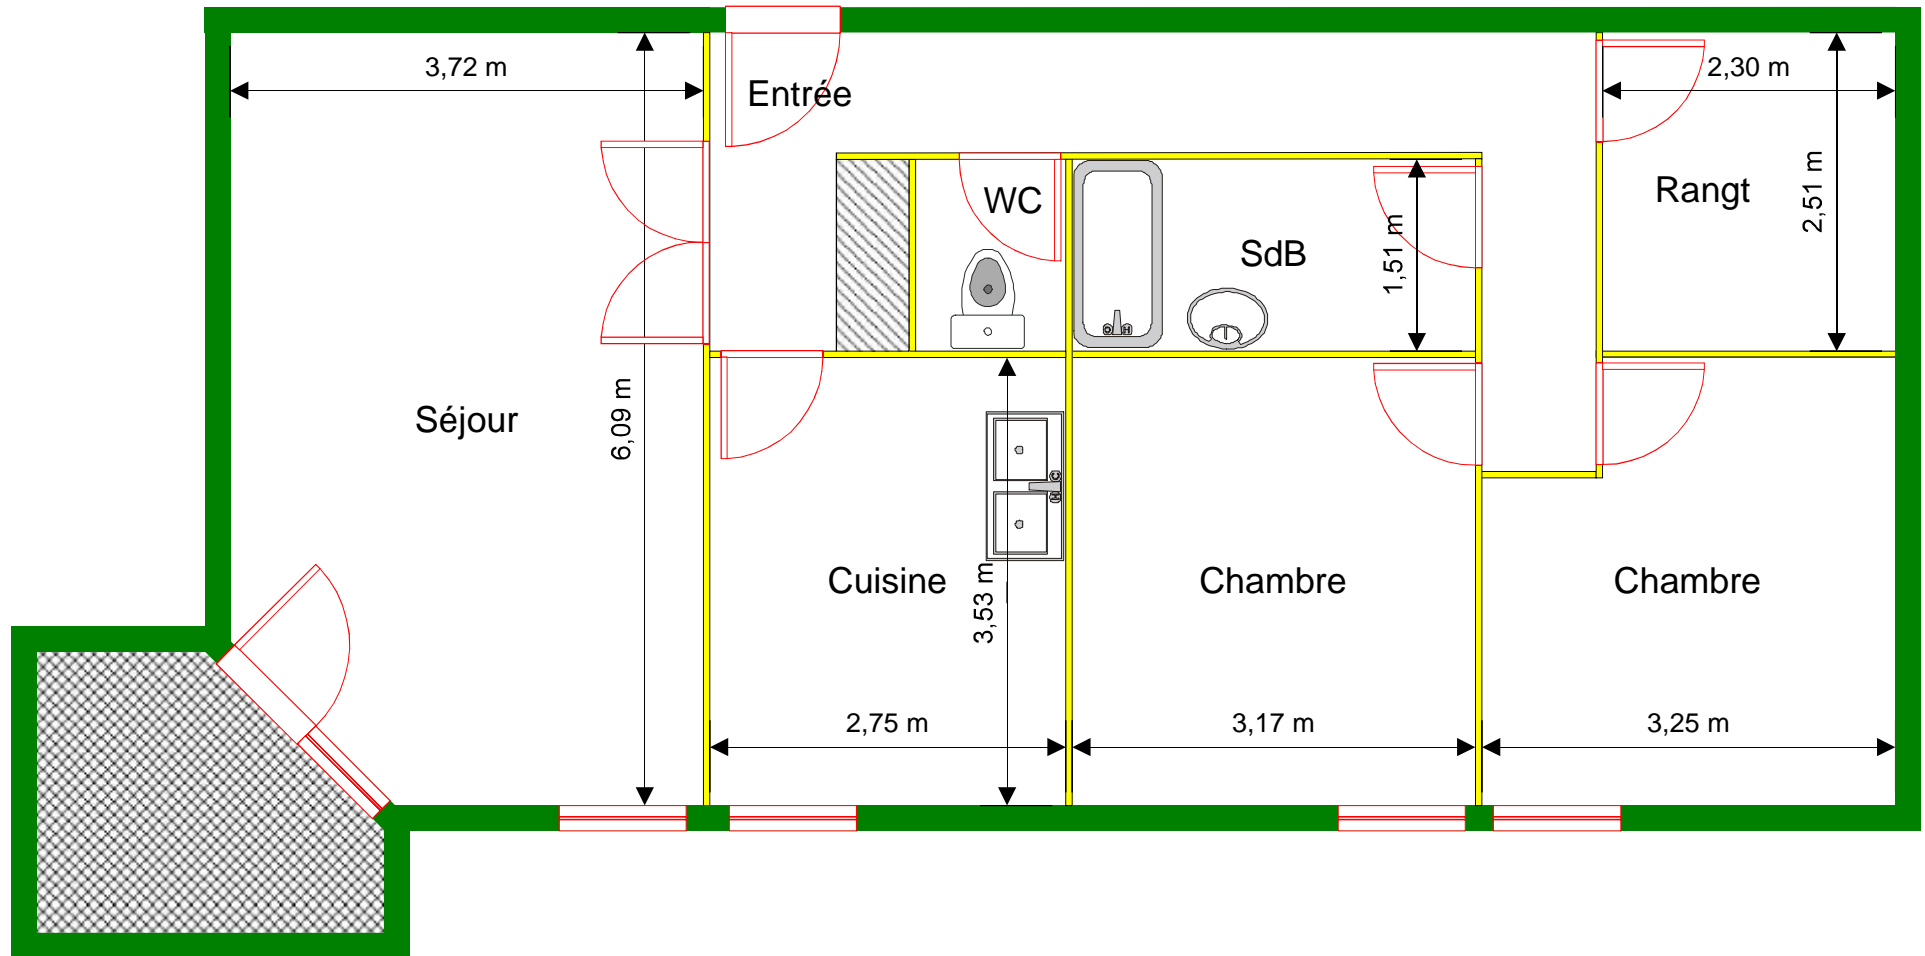 3,72 m
2,30 m
Entrée
WC
Rangt
2,51 m
SdB
1,51 m
Séjour
6,09 m
Cuisine
Chambre
Chambre
3,53 m
2,75 m
3,17 m
3,25 m